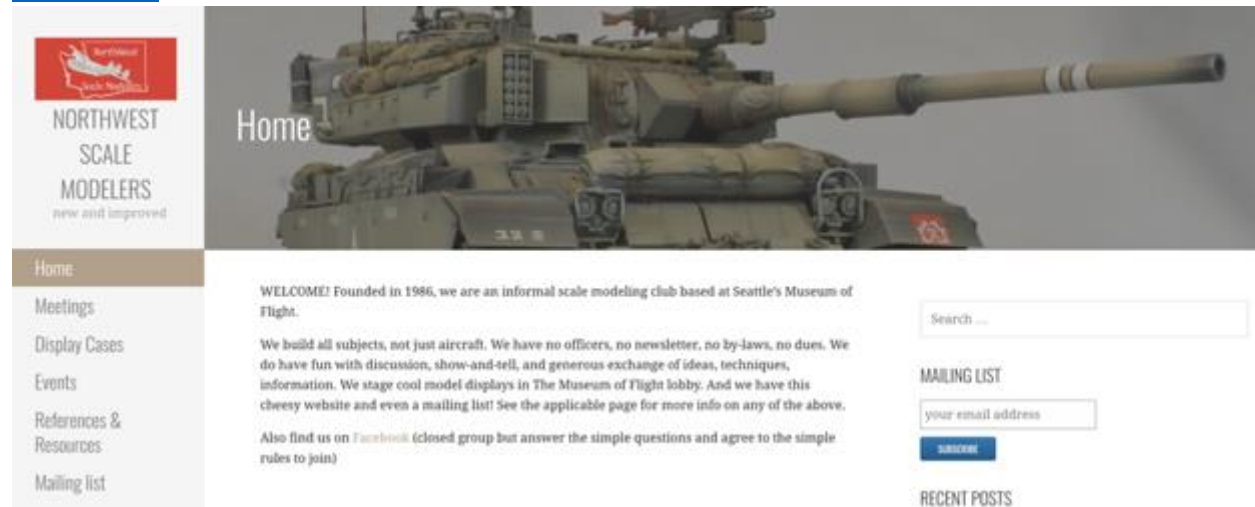 Northwest
Scale Modelers
NORTHWEST
SCALE
MODELERS
new and improved
Home
Home
Meetings
Display Cases
Events
References &
Resources
Mailing list
WELCOME! Founded in 1986, we are an informal scale modeling club based at Seattle's Museum of
Flight.
We build all subjects, not just aircraft. We have no officers, no newsletter, no by-laws, no dues. We
do have fun with discussion, show-and-tell, and generous exchange of ideas, techniques,
information. We stage cool model displays in The Museum of Flight lobby. And we have this
cheesy website and even a mailing list! See the applicable page for more info on any of the above.
Also find us on Facebook (closed group but answer the simple questions and agree to the simple
rules to join)
Search ...
MAILING LIST
your email address
SUBSCRIBE
RECENT POSTS